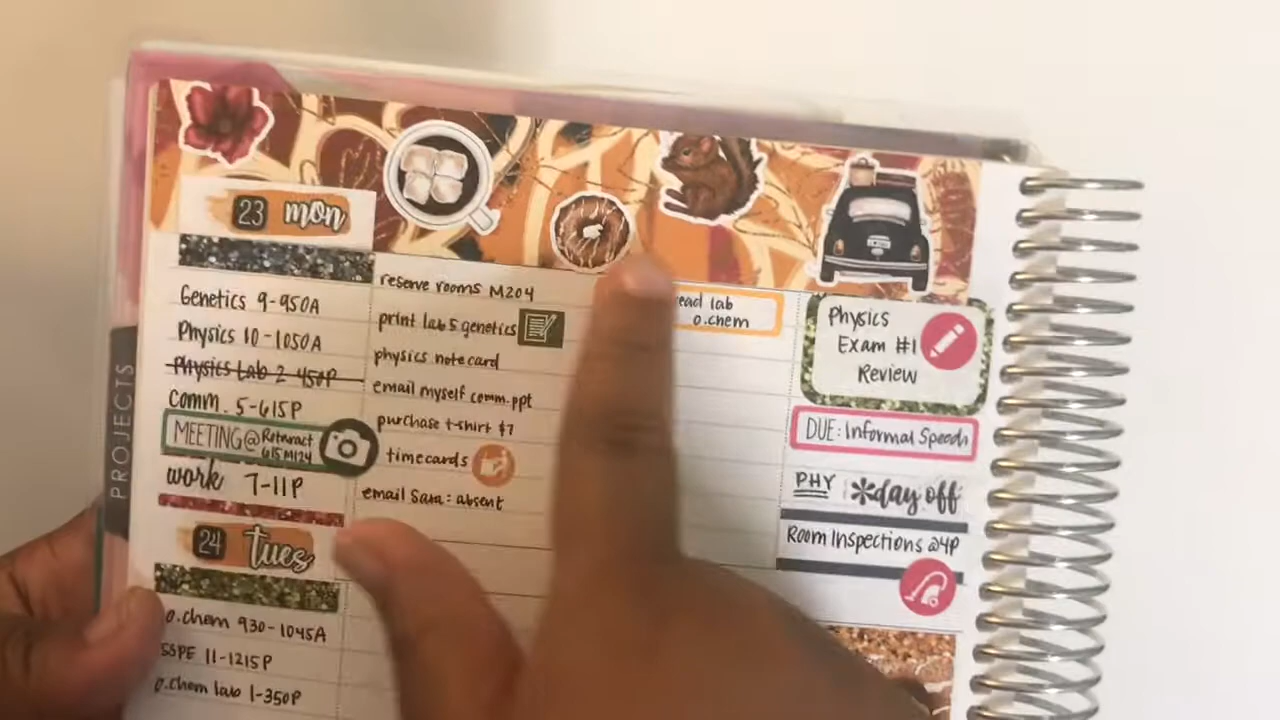 PROJECTS
23 mon
Genetics 9-950A
Physics 10-1050A
Physics Lab 2-450P
Comm. 5-615P
MEETING@Rotaract
615 M124
work 7-11P
reserve rooms M204
print lab 5 genetics
physics note card
email myself comm. ppt
purchase t-shirt $7
timecards
email Sara: absent
lab
o.chem
Physics
Exam #1
Review
DUE: Informal Speech
PHY *day off
Room Inspections @4P
24 tues
o.chem 930-1045A
SSPE 11-1215P
o.chem lab 1-350P